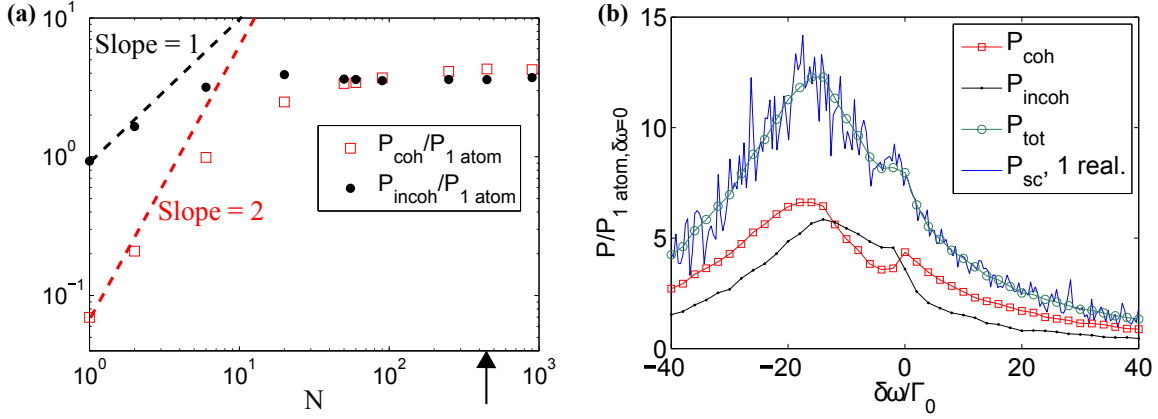 (a)
10^1
10^0
10^{-1}
Slope = 1
Slope = 2
P_coh/P_1 atom
P_incoh/P_1 atom
10^0
10^1
10^2
10^3
N
(b)
P/P_1 atom,δω=0
15
10
5
0
P_coh
P_incoh
P_tot
P_sc, 1 real.
−40
−20
0
20
40
δω/Γ_0